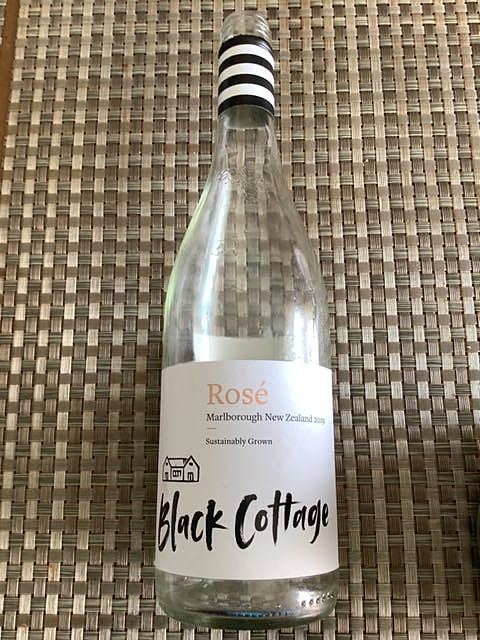 Rosé
Marlborough New Zealand 2019
Sustainably Grown
Black Cottage